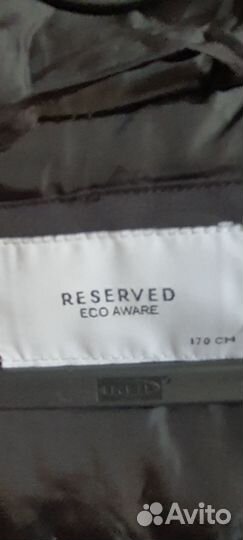 RESERVED
ECO AWARE
170 CM
Avito